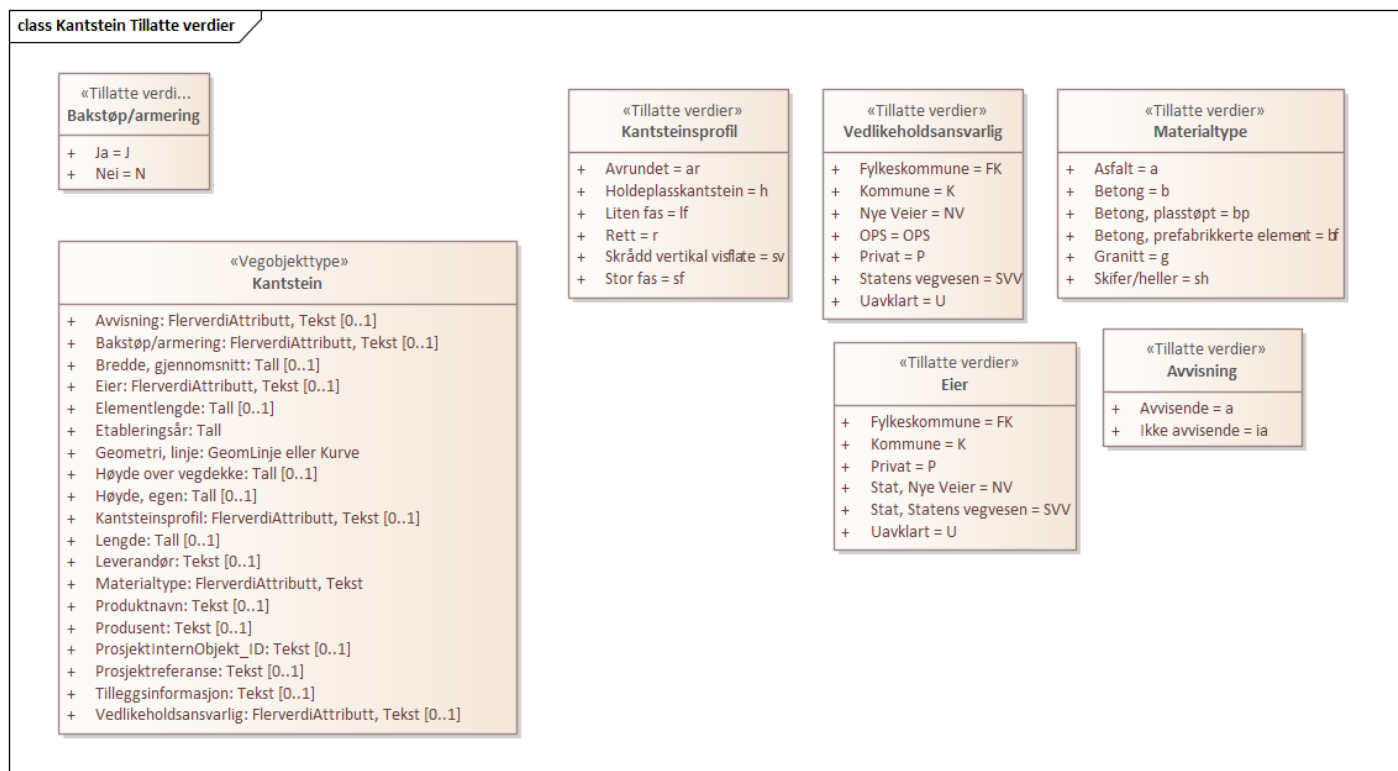 class Kantstein Tillatte verdier
«Tillatte verdi...
Bakstøp/armering
+ Ja = J
+ Nei = N
«Tillatte verdier»
Kantsteinsprofil
+ Avrundet = ar
+ Holdeplasskantstein = h
+ Liten fas = lf
+ Rett = r
+ Skrådd vertikal visflate = sv
+ Stor fas = sf
«Tillatte verdier»
Vedlikeholdsansvarlig
+ Fylkeskommune = FK
+ Kommune = K
+ Nye Veier = NV
+ OPS = OPS
+ Privat = P
+ Statens vegvesen = SVV
+ Uavklart = U
«Tillatte verdier»
Materialtype
+ Asfalt = a
+ Betong = b
+ Betong, plasstøpt = bp
+ Betong, prefabrikkerte element = bf
+ Granitt = g
+ Skifer/heller = sh
«Vegobjekttype»
Kantstein
+ Avvisning: FlerverdiAttributt, Tekst [0..1]
+ Bakstøp/armering: FlerverdiAttributt, Tekst [0..1]
+ Bredde, gjennomsnitt: Tall [0..1]
+ Eier: FlerverdiAttributt, Tekst [0..1]
+ Elementlengde: Tall [0..1]
+ Etableringsår: Tall
+ Geometri, linje: GeomLinje eller Kurve
+ Høyde over vegdekke: Tall [0..1]
+ Høyde, egen: Tall [0..1]
+ Kantsteinsprofil: FlerverdiAttributt, Tekst [0..1]
+ Lengde: Tall [0..1]
+ Leverandør: Tekst [0..1]
+ Materialtype: FlerverdiAttributt, Tekst
+ Produktnavn: Tekst [0..1]
+ Produsent: Tekst [0..1]
+ ProsjektInternObjekt_ID: Tekst [0..1]
+ Prosjektreferanse: Tekst [0..1]
+ Tilleggsinformasjon: Tekst [0..1]
+ Vedlikeholdsansvarlig: FlerverdiAttributt, Tekst [0..1]
«Tillatte verdier»
Eier
+ Fylkeskommune = FK
+ Kommune = K
+ Privat = P
+ Stat, Nye Veier = NV
+ Stat, Statens vegvesen = SVV
+ Uavklart = U
«Tillatte verdier»
Avvisning
+ Avvisende = a
+ Ikke avvisende = ia